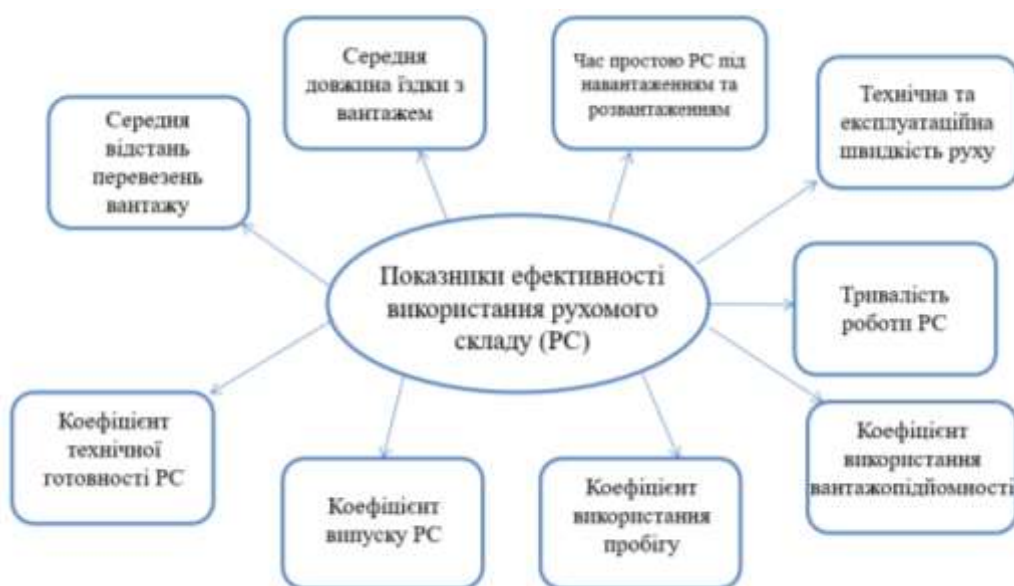 Середня
довжина їздки з
вантажем
Час простою РС під
навантаженням та
розвантаженням
Технічна та
експлуатаційна
швидкість руху
Середня
відстань
перевезень
вантажу
Показники ефективності
використання рухомого
складу (РС)
Тривалість
роботи РС
Коефіцієнт
технічної
готовності РС
Коефіцієнт
випуску РС
Коефіцієнт
використання
пробігу
Коефіцієнт
використання
вантажопідйомності